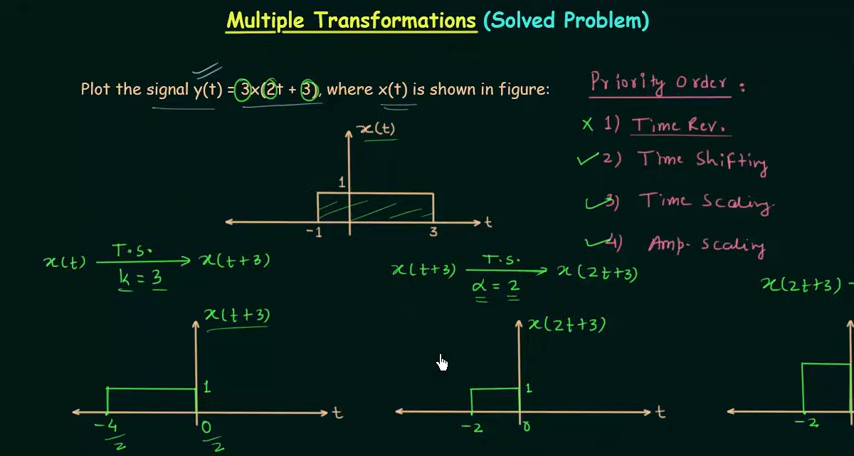 Multiple Transformations (Solved Problem)
Plot the signal y(t) = 3x(2t + 3), where x(t) is shown in figure:
Priority Order :
x(t)
× 1) Time Rev.
✓ 2) Time Shifting
1
✓ 3) Time Scaling
-1 3 t
✓ 4) Amp. Scaling
x(t) T.S. k = 3 → x(t+3)
x(t+3) T.S. α = 2 → x(2t+3)
x(2t+3) -
x(t+3)
x(2t+3)
1
1
-4/2 0/2 t
-2 0 t
-2